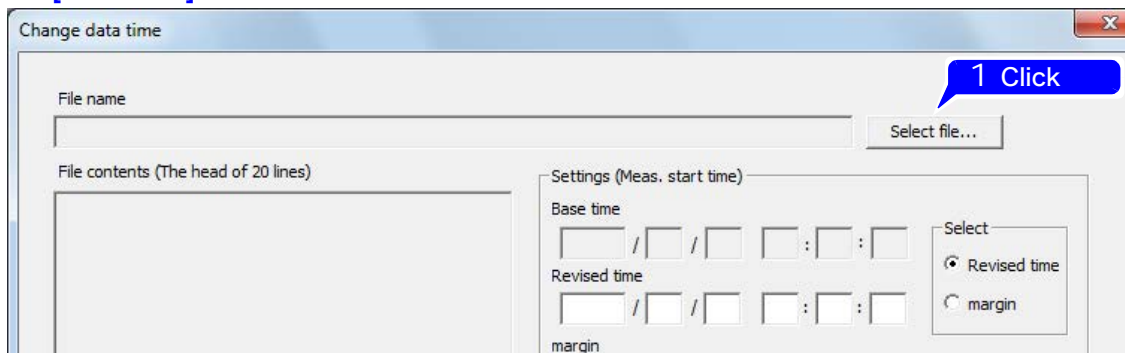 Change data time
1 Click
File name
Select file...
File contents (The head of 20 lines)
Settings (Meas. start time)
Base time
/ / : :
Select
Revised time
Revised time
/ / : :
margin
margin